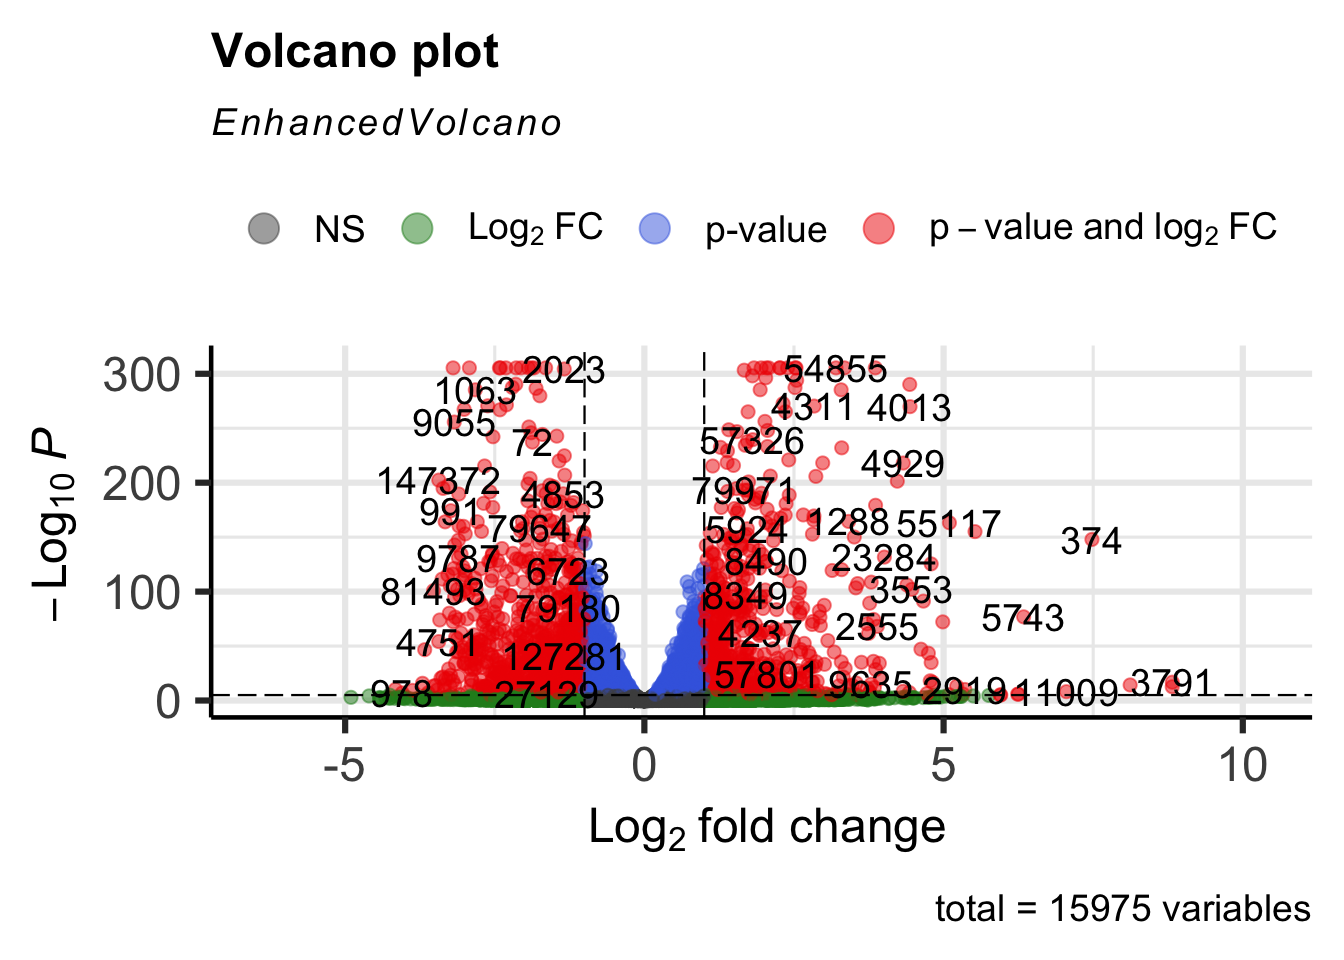 Volcano plot
EnhancedVolcano
NS Log2 FC p-value p − value and log2 FC
−Log10 P
300
200
100
0
2023 54855
1063 4311 4013
9055 72 57326
4929
147372 4853 79971
991 79647 5924 1288 55117
374
9787 6723 8490 23284
81493 8349 3553
79180 5743
4751 4237 2555
127281 57801
978 27129 9635 2919 11009 3791
-5 0 5 10
Log2 fold change
total = 15975 variables